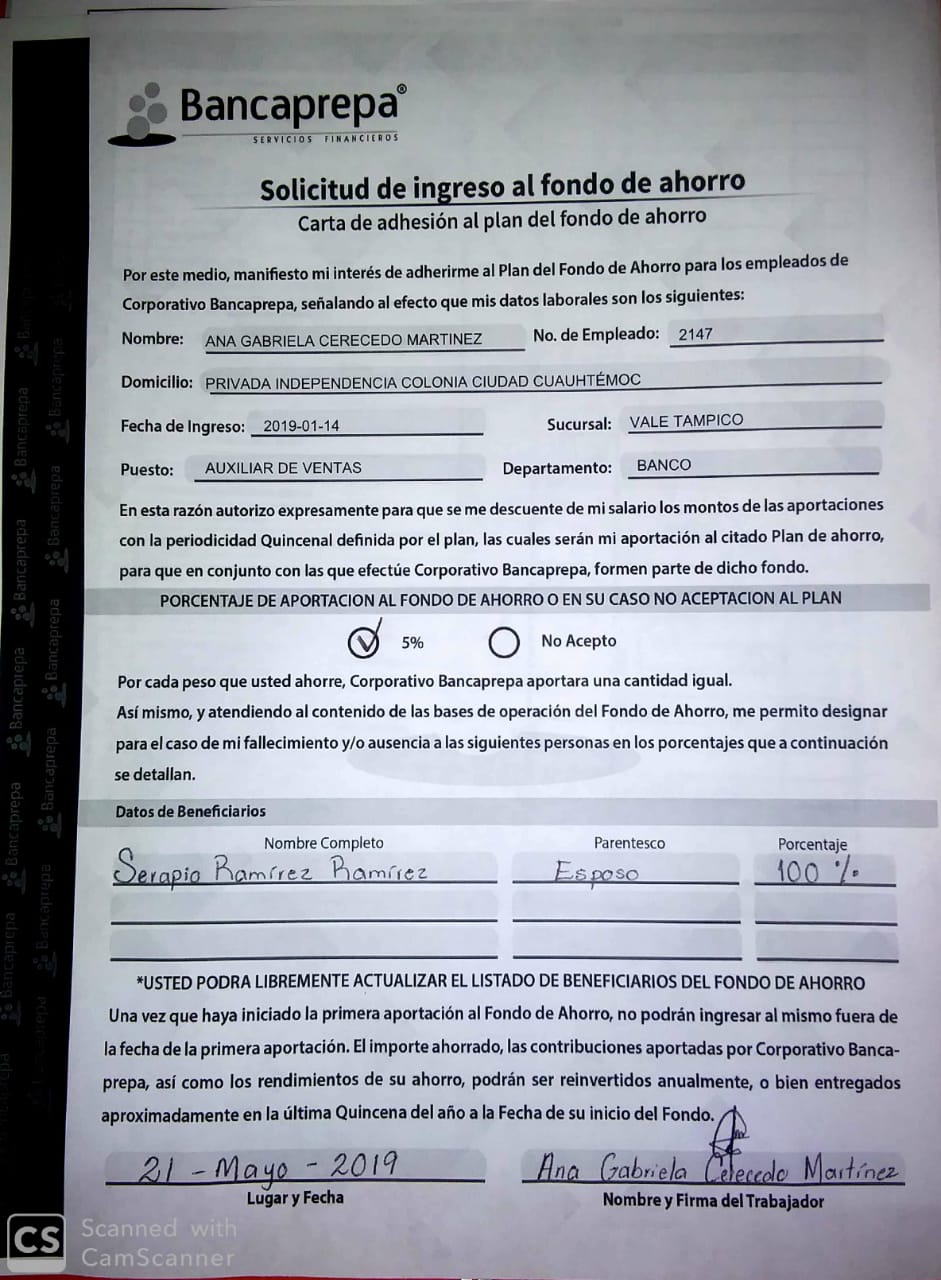 Bancaprepa®
SERVICIOS FINANCIEROS
Solicitud de ingreso al fondo de ahorro
Carta de adhesión al plan del fondo de ahorro
Por este medio, manifiesto mi interés de adherirme al Plan del Fondo de Ahorro para los empleados de
Corporativo Bancaprepa, señalando al efecto que mis datos laborales son los siguientes:
Nombre: ANA GABRIELA CERECEDO MARTINEZ No. de Empleado: 2147
Domicilio: PRIVADA INDEPENDENCIA COLONIA CIUDAD CUAUHTÉMOC
Fecha de Ingreso: 2019-01-14 Sucursal: VALE TAMPICO
Puesto: AUXILIAR DE VENTAS Departamento: BANCO
En esta razón autorizo expresamente para que se me descuente de mi salario los montos de las aportaciones
con la periodicidad Quincenal definida por el plan, las cuales serán mi aportación al citado Plan de ahorro,
para que en conjunto con las que efectúe Corporativo Bancaprepa, formen parte de dicho fondo.
PORCENTAJE DE APORTACION AL FONDO DE AHORRO O EN SU CASO NO ACEPTACION AL PLAN
5% No Acepto
Por cada peso que usted ahorre, Corporativo Bancaprepa aportara una cantidad igual.
Así mismo, y atendiendo al contenido de las bases de operación del Fondo de Ahorro, me permito designar
para el caso de mi fallecimiento y/o ausencia a las siguientes personas en los porcentajes que a continuación
se detallan.
Datos de Beneficiarios
Nombre Completo Parentesco Porcentaje
Serapio Ramírez Ramírez Esposo 100 %
*USTED PODRA LIBREMENTE ACTUALIZAR EL LISTADO DE BENEFICIARIOS DEL FONDO DE AHORRO
Una vez que haya iniciado la primera aportación al Fondo de Ahorro, no podrán ingresar al mismo fuera de
la fecha de la primera aportación. El importe ahorrado, las contribuciones aportadas por Corporativo Banca-
prepa, así como los rendimientos de su ahorro, podrán ser reinvertidos anualmente, o bien entregados
aproximadamente en la última Quincena del año a la Fecha de su inicio del Fondo.
21 - Mayo - 2019 Ana Gabriela Cerecedo Martínez
Lugar y Fecha Nombre y Firma del Trabajador
CS Scanned with
CamScanner